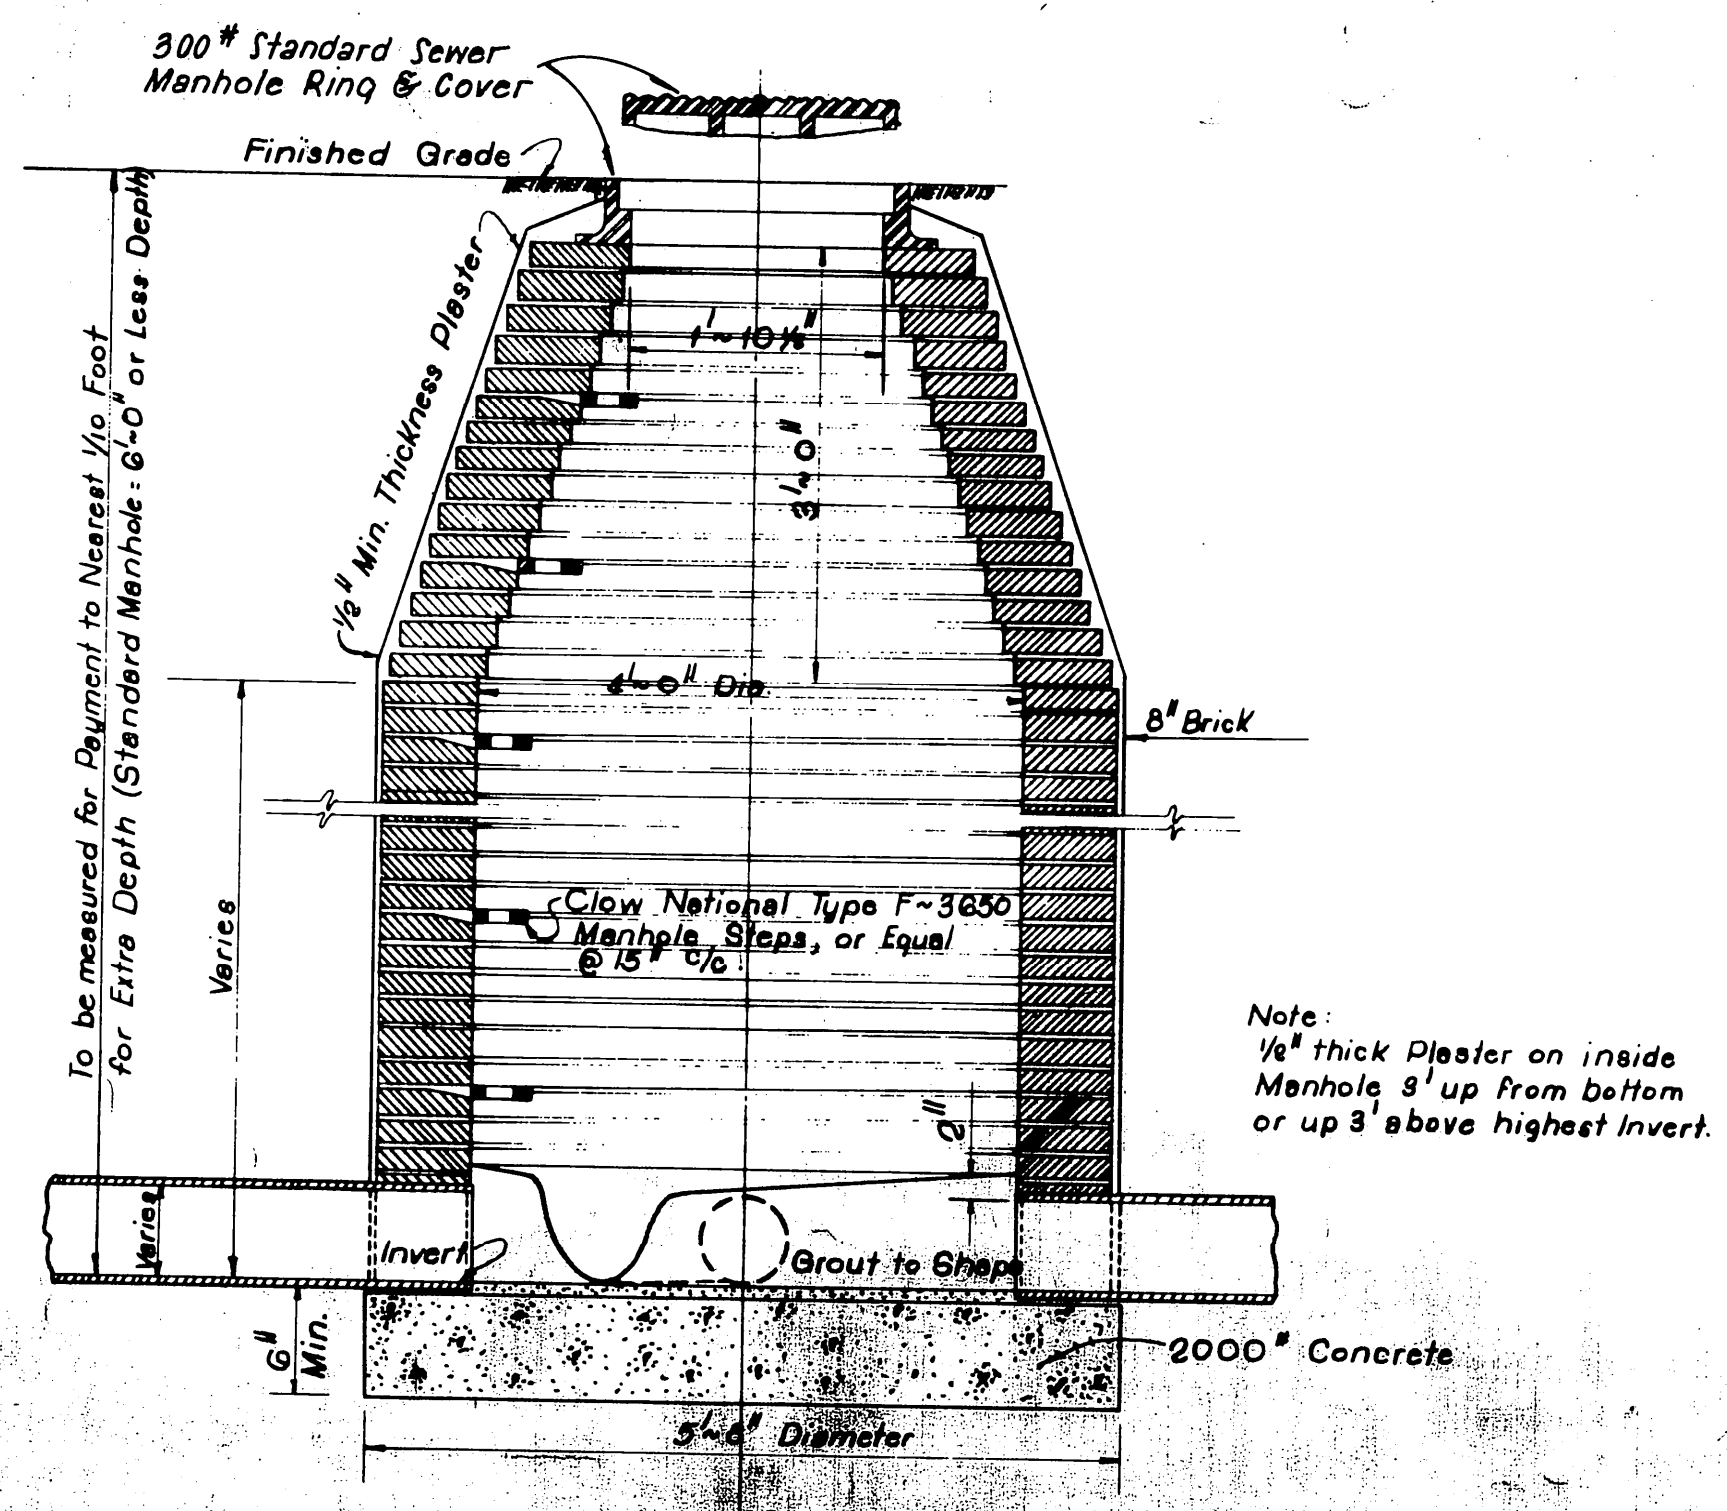 300# Standard Sewer
Manhole Ring & Cover
Finished Grade
To be measured for Payment to Nearest 1/10 Foot
for Extra Depth (Standard Manhole = 6'~0" or Less Depth)
1/2" Min. Thickness Plaster
1'~10 1/8"
3'~0"
4'~0" Dia.
8" Brick
Varies
Clow National Type F~3650
Manhole Steps, or Equal
@ 15" c/c
Note:
1/2" thick Plaster on inside
Manhole 3' up from bottom
or up 3' above highest Invert.
2"
Varies
Invert
Grout to Shape
6"
Min.
2000# Concrete
Diameter